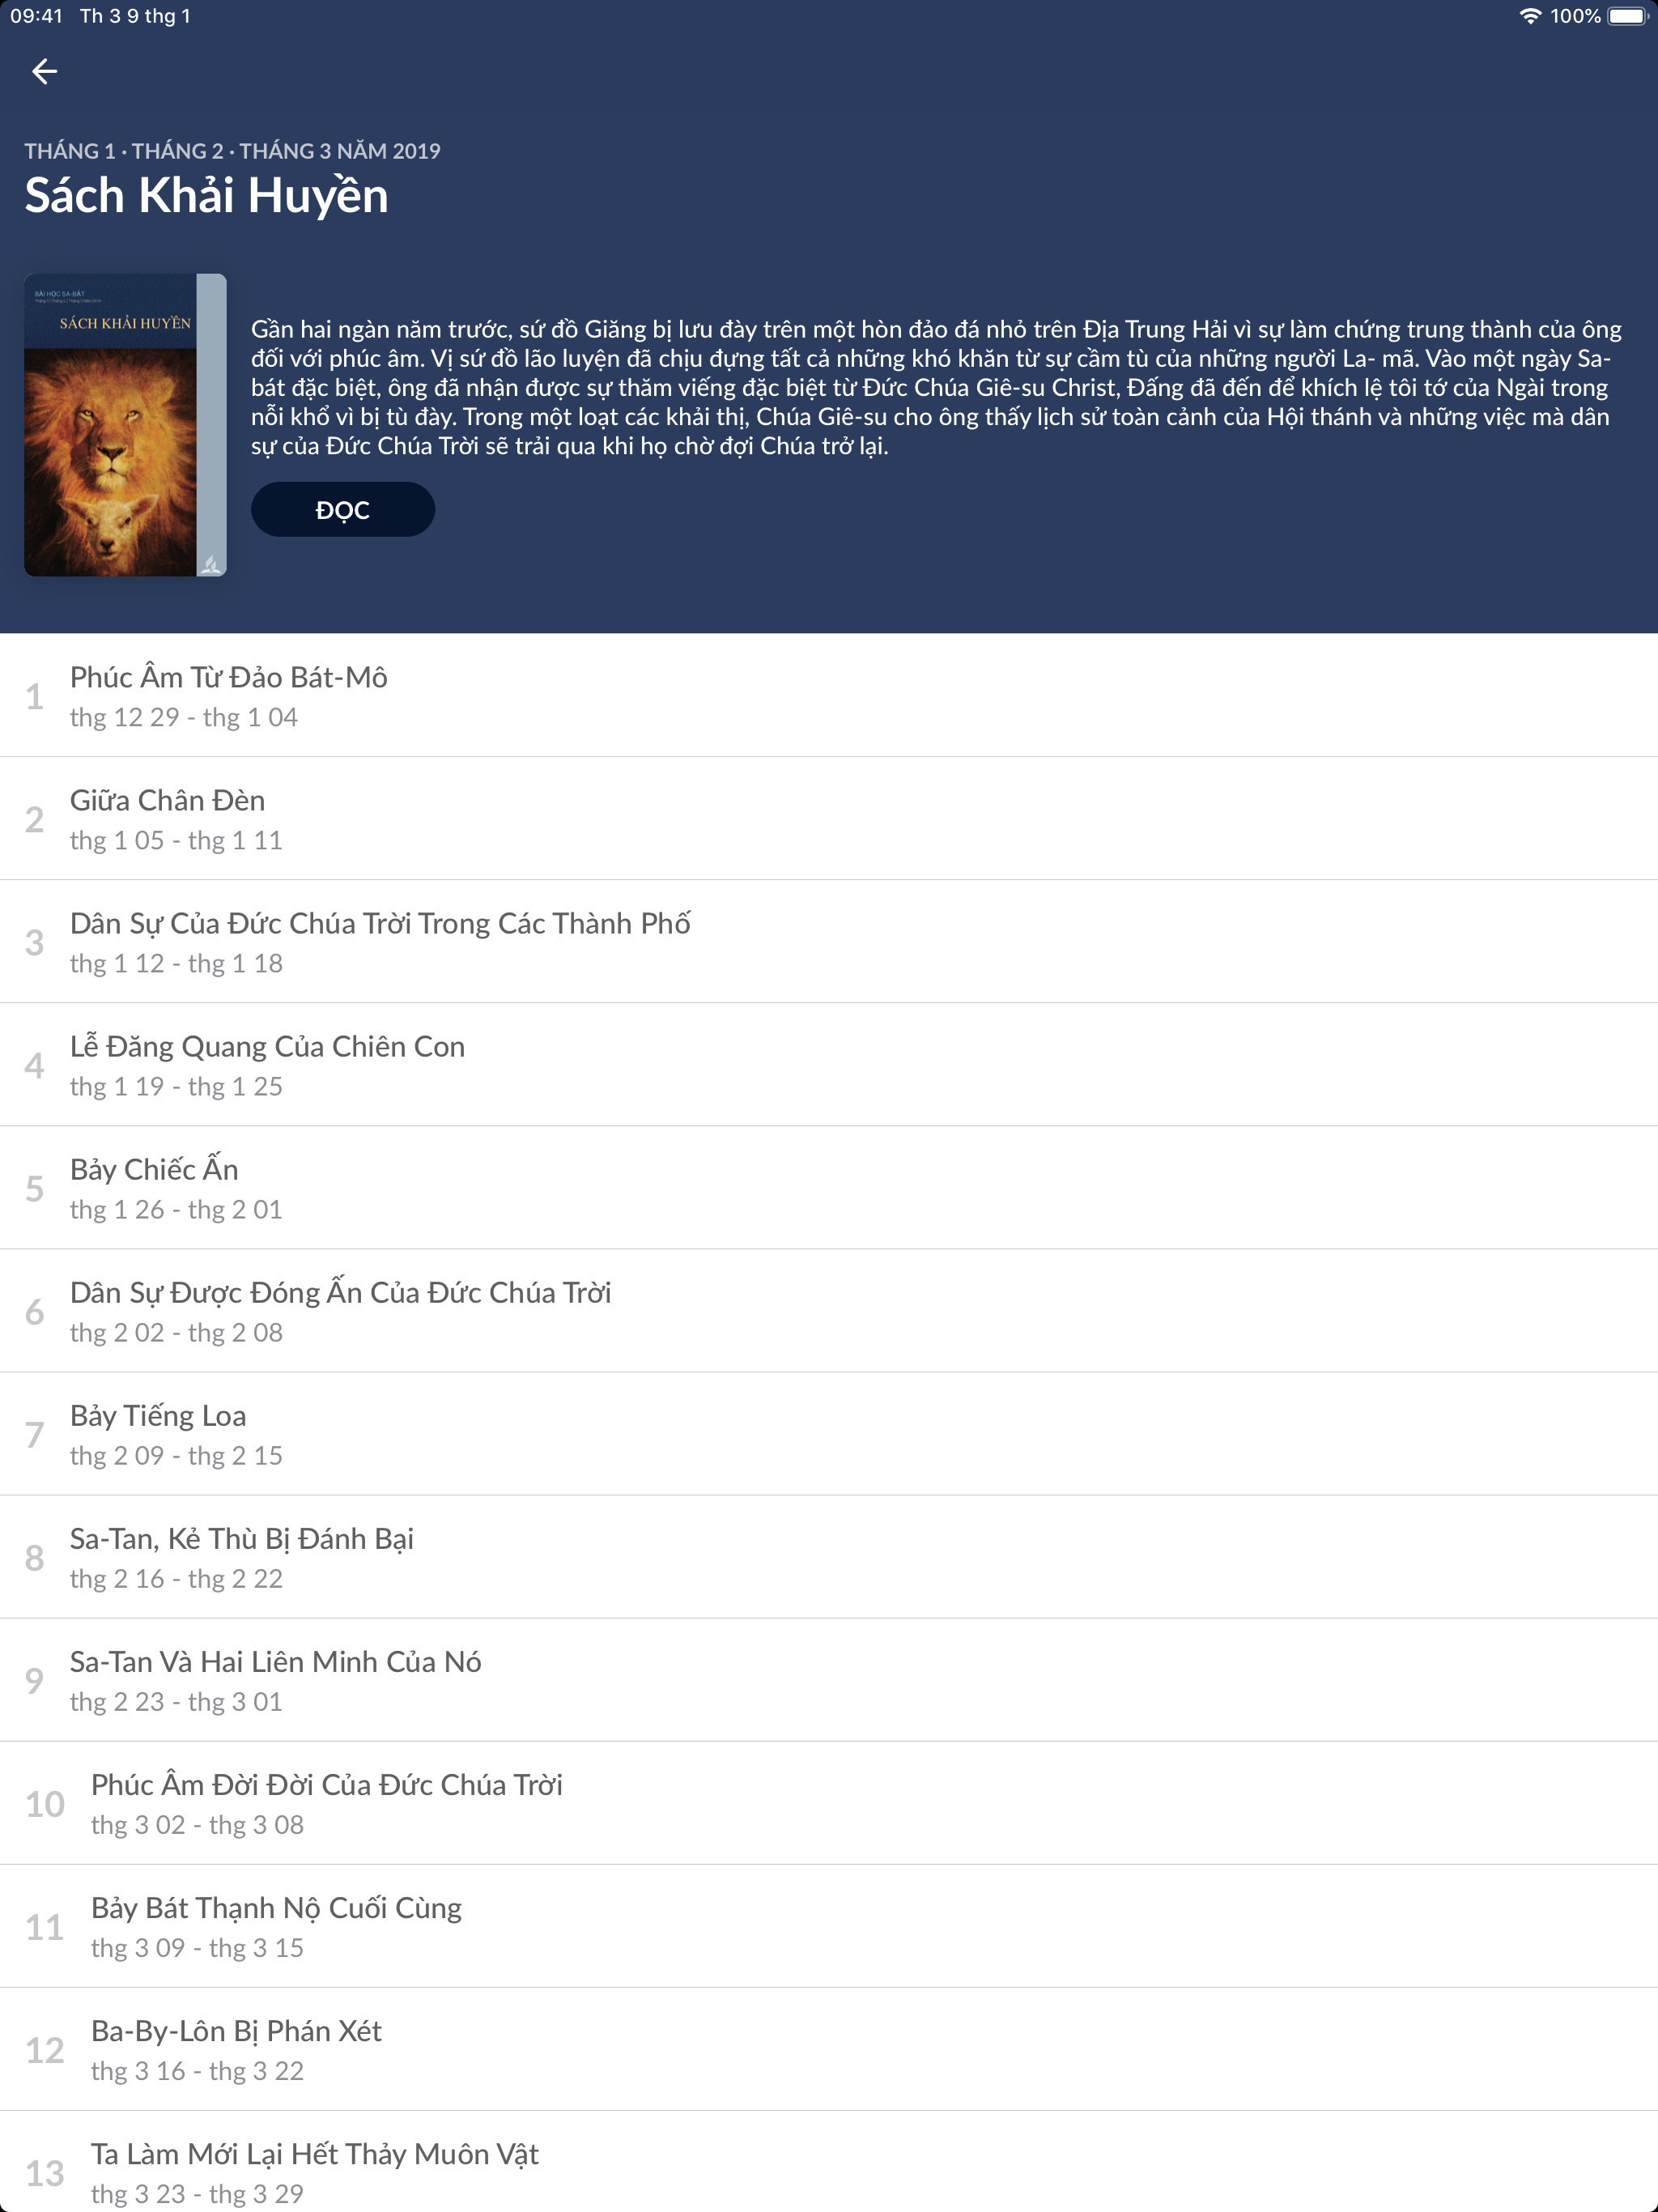 09:41 Th 3 9 thg 1 100%
THÁNG 1 · THÁNG 2 · THÁNG 3 NĂM 2019
Sách Khải Huyền
BÀI HỌC SA-BÁT
SÁCH KHẢI HUYỀN
Gần hai ngàn năm trước, sứ đồ Giăng bị lưu đày trên một hòn đảo đá nhỏ trên Địa Trung Hải vì sự làm chứng trung thành của ông
đối với phúc âm. Vị sứ đồ lão luyện đã chịu đựng tất cả những khó khăn từ sự cầm tù của những người La- mã. Vào một ngày Sa-
bát đặc biệt, ông đã nhận được sự thăm viếng đặc biệt từ Đức Chúa Giê-su Christ, Đấng đã đến để khích lệ tôi tớ của Ngài trong
nỗi khổ vì bị tù đày. Trong một loạt các khải thị, Chúa Giê-su cho ông thấy lịch sử toàn cảnh của Hội thánh và những việc mà dân
sự của Đức Chúa Trời sẽ trải qua khi họ chờ đợi Chúa trở lại.
ĐỌC
1
Phúc Âm Từ Đảo Bát-Mô
thg 12 29 - thg 1 04
2
Giữa Chân Đèn
thg 1 05 - thg 1 11
3
Dân Sự Của Đức Chúa Trời Trong Các Thành Phố
thg 1 12 - thg 1 18
4
Lễ Đăng Quang Của Chiên Con
thg 1 19 - thg 1 25
5
Bảy Chiếc Ấn
thg 1 26 - thg 2 01
6
Dân Sự Được Đóng Ấn Của Đức Chúa Trời
thg 2 02 - thg 2 08
7
Bảy Tiếng Loa
thg 2 09 - thg 2 15
8
Sa-Tan, Kẻ Thù Bị Đánh Bại
thg 2 16 - thg 2 22
9
Sa-Tan Và Hai Liên Minh Của Nó
thg 2 23 - thg 3 01
10
Phúc Âm Đời Đời Của Đức Chúa Trời
thg 3 02 - thg 3 08
11
Bảy Bát Thạnh Nộ Cuối Cùng
thg 3 09 - thg 3 15
12
Ba-By-Lôn Bị Phán Xét
thg 3 16 - thg 3 22
13
Ta Làm Mới Lại Hết Thảy Muôn Vật
thg 3 23 - thg 3 29